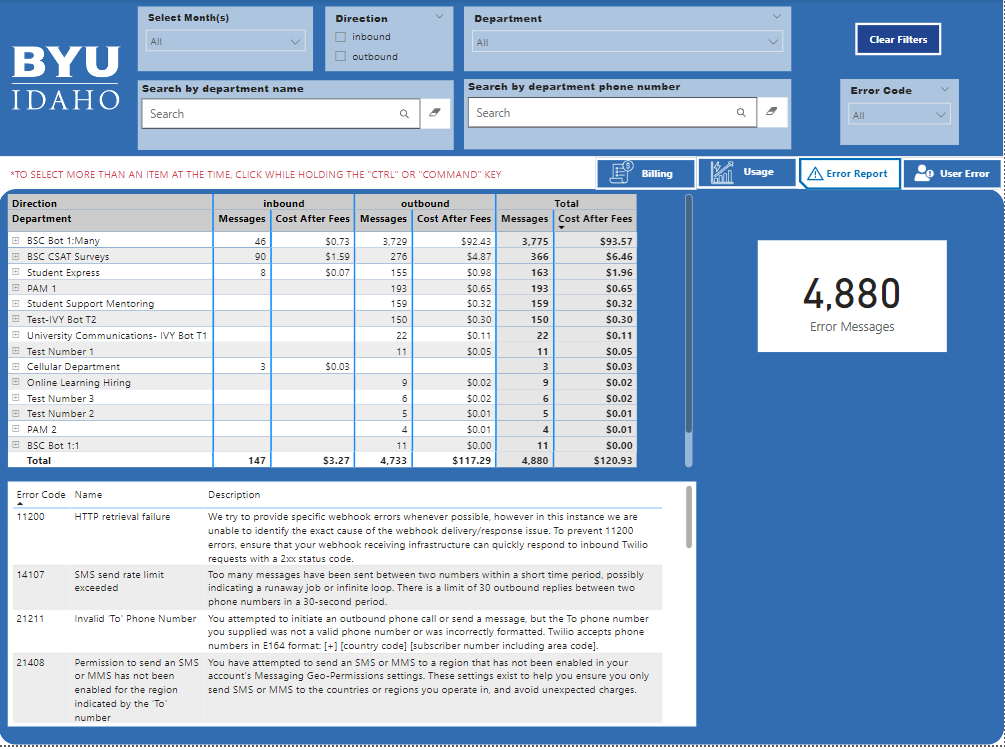 BYU
IDAHO
Select Month(s)
All
Direction
inbound
outbound
Department
All
Clear Filters
Search by department name
Search
Search by department phone number
Search
Error Code
All
*TO SELECT MORE THAN AN ITEM AT THE TIME, CLICK WHILE HOLDING THE "CTRL" OR "COMMAND" KEY
Billing
Usage
Error Report
User Error
Direction inbound outbound Total
Department Messages Cost After Fees Messages Cost After Fees Messages Cost After Fees
BSC Bot 1:Many 46 $0.73 3,729 $92.43 3,775 $93.57
BSC CSAT Surveys 90 $1.59 276 $4.87 366 $6.46
Student Express 8 $0.07 155 $0.98 163 $1.96
PAM 1 193 $0.65 193 $0.65
Student Support Mentoring 159 $0.32 159 $0.32
Test-IVY Bot T2 150 $0.30 150 $0.30
University Communications- IVY Bot T1 22 $0.11 22 $0.11
Test Number 1 11 $0.05 11 $0.05
Cellular Department 3 $0.03 3 $0.03
Online Learning Hiring 9 $0.02 9 $0.02
Test Number 3 6 $0.02 6 $0.02
Test Number 2 5 $0.01 5 $0.01
PAM 2 4 $0.01 4 $0.01
BSC Bot 1:1 11 $0.00 11 $0.00
Total 147 $3.27 4,733 $117.29 4,880 $120.93
4,880
Error Messages
Error Code Name Description
11200 HTTP retrieval failure We try to provide specific webhook errors whenever possible, however in this instance we are
unable to identify the exact cause of the webhook delivery/response issue. To prevent 11200
errors, ensure that your webhook receiving infrastructure can quickly respond to inbound Twilio
requests with a 2xx status code.
14107 SMS send rate limit Too many messages have been sent between two numbers within a short time period, possibly
exceeded indicating a runaway job or infinite loop. There is a limit of 30 outbound replies between two
phone numbers in a 30-second period.
21211 Invalid 'To' Phone Number You attempted to initiate an outbound phone call or send a message, but the To phone number
you supplied was not a valid phone number or was incorrectly formatted. Twilio accepts phone
numbers in E164 format: [+] [country code] [subscriber number including area code].
21408 Permission to send an SMS You have attempted to send an SMS or MMS to a region that has not been enabled in your
or MMS has not been account's Messaging Geo-Permissions settings. These settings exist to help you ensure you only
enabled for the region send SMS or MMS to the countries or regions you operate in, and avoid unexpected charges.
indicated by the 'To'
number